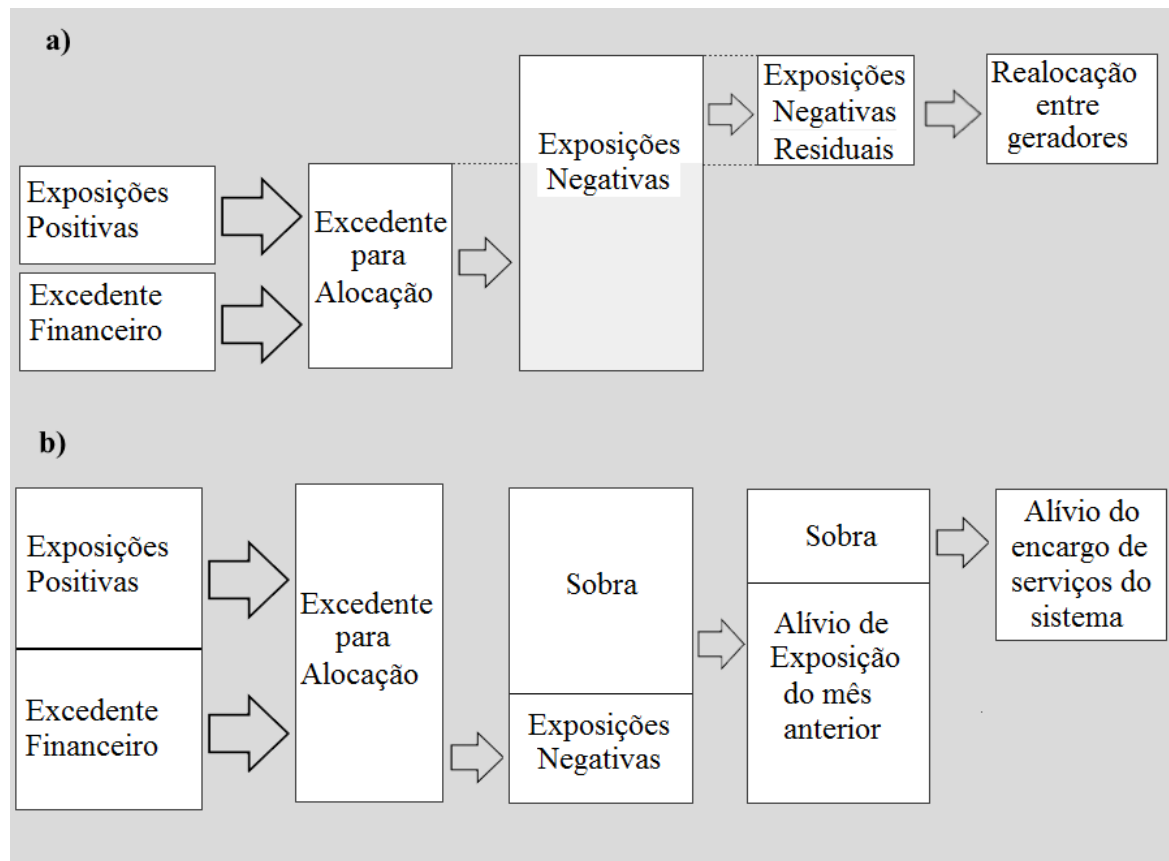 a)
Exposições
Positivas
Excedente
Financeiro
Excedente
para
Alocação
Exposições
Negativas
Exposições
Negativas
Residuais
Realocação
entre
geradores
b)
Exposições
Positivas
Excedente
Financeiro
Excedente
para
Alocação
Sobra
Exposições
Negativas
Sobra
Alívio de
Exposição
do mês
anterior
Alívio do
encargo de
serviços do
sistema